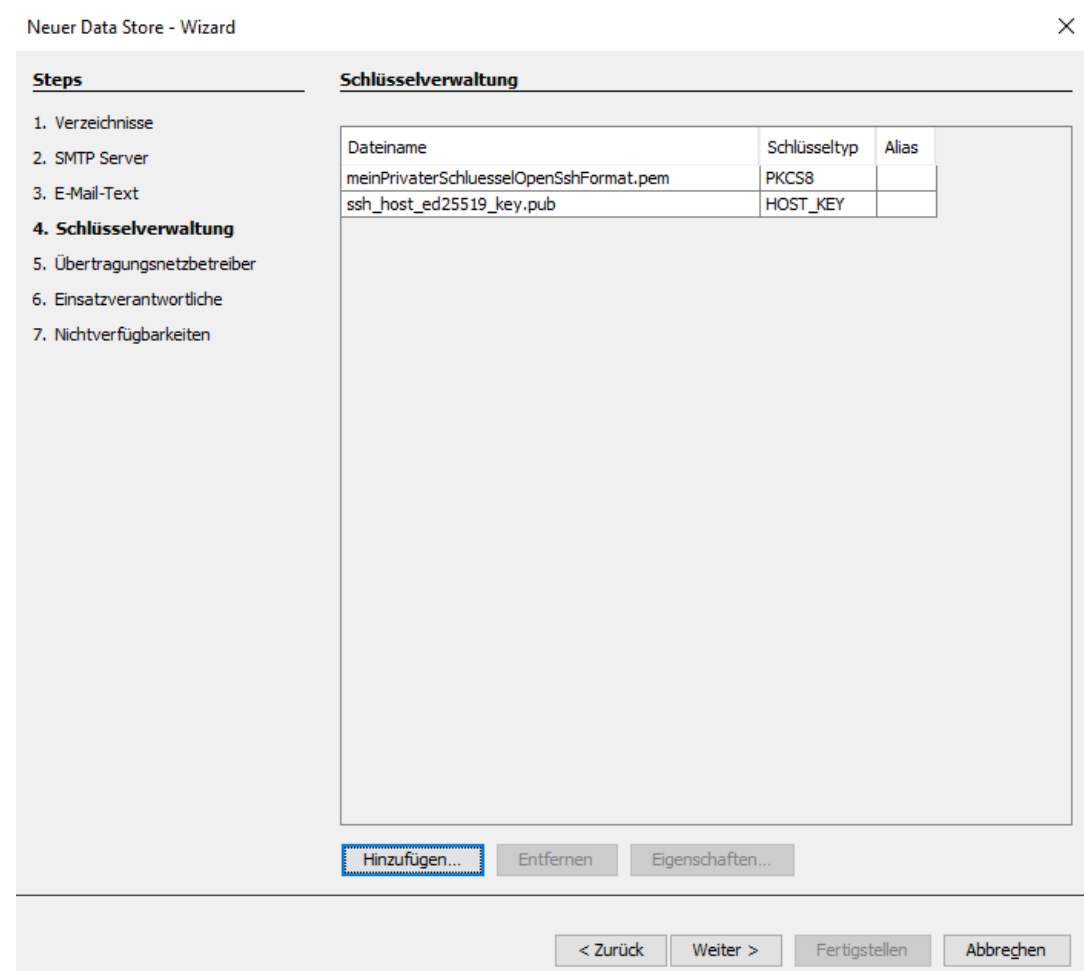 Neuer Data Store - Wizard
Steps
1. Verzeichnisse
2. SMTP Server
3. E-Mail-Text
4. Schlüsselverwaltung
5. Übertragungsnetzbetreiber
6. Einsatzverantwortliche
7. Nichtverfügbarkeiten
Schlüsselverwaltung
Dateiname Schlüsseltyp Alias
meinPrivaterSchluesselOpenSshFormat.pem PKCS8
ssh_host_ed25519_key.pub HOST_KEY
Hinzufügen... Entfernen Eigenschaften...
< Zurück Weiter > Fertigstellen Abbrechen